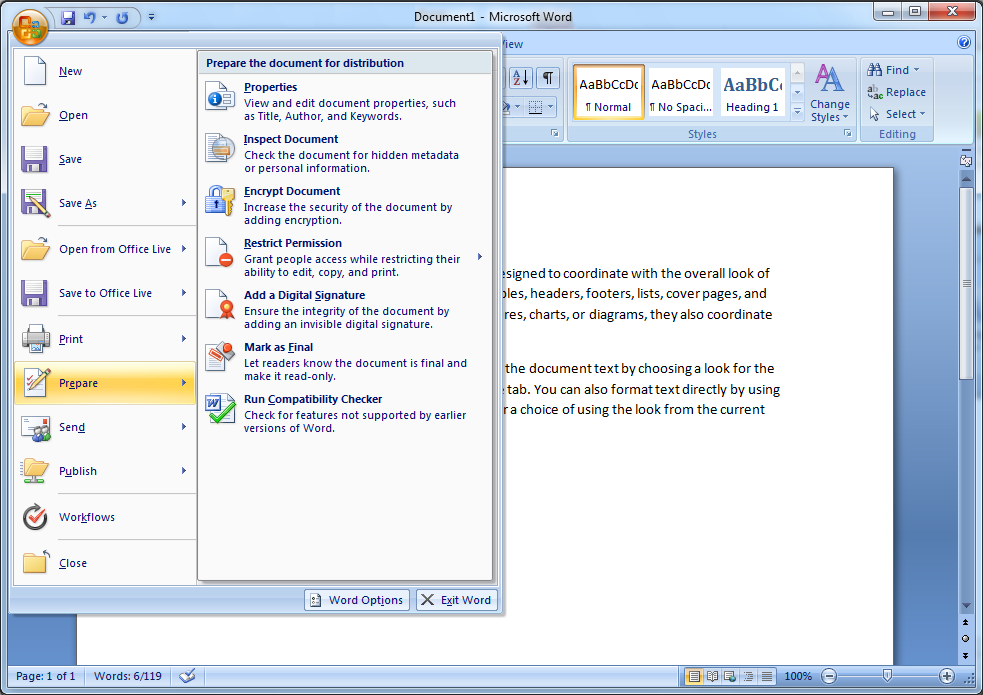 Document1 - Microsoft Word
New
Open
Save
Save As
Open from Office Live
Save to Office Live
Print
Prepare
Send
Publish
Workflows
Close
Prepare the document for distribution
Properties
View and edit document properties, such
as Title, Author, and Keywords.
Inspect Document
Check the document for hidden metadata
or personal information.
Encrypt Document
Increase the security of the document by
adding encryption.
Restrict Permission
Grant people access while restricting their
ability to edit, copy, and print.
Add a Digital Signature
Ensure the integrity of the document by
adding an invisible digital signature.
Mark as Final
Let readers know the document is final and
make it read-only.
Run Compatibility Checker
Check for features not supported by earlier
versions of Word.
Word Options
Exit Word
iew
AaBbCcDc
¶ Normal
AaBbCcDc
¶ No Spaci...
AaBbCc
Heading 1
Change
Styles
Styles
Find
Replace
Select
Editing
signed to coordinate with the overall look of
les, headers, footers, lists, cover pages, and
res, charts, or diagrams, they also coordinate
the document text by choosing a look for the
tab. You can also format text directly by using
r a choice of using the look from the current
Page: 1 of 1
Words: 6/119
100%